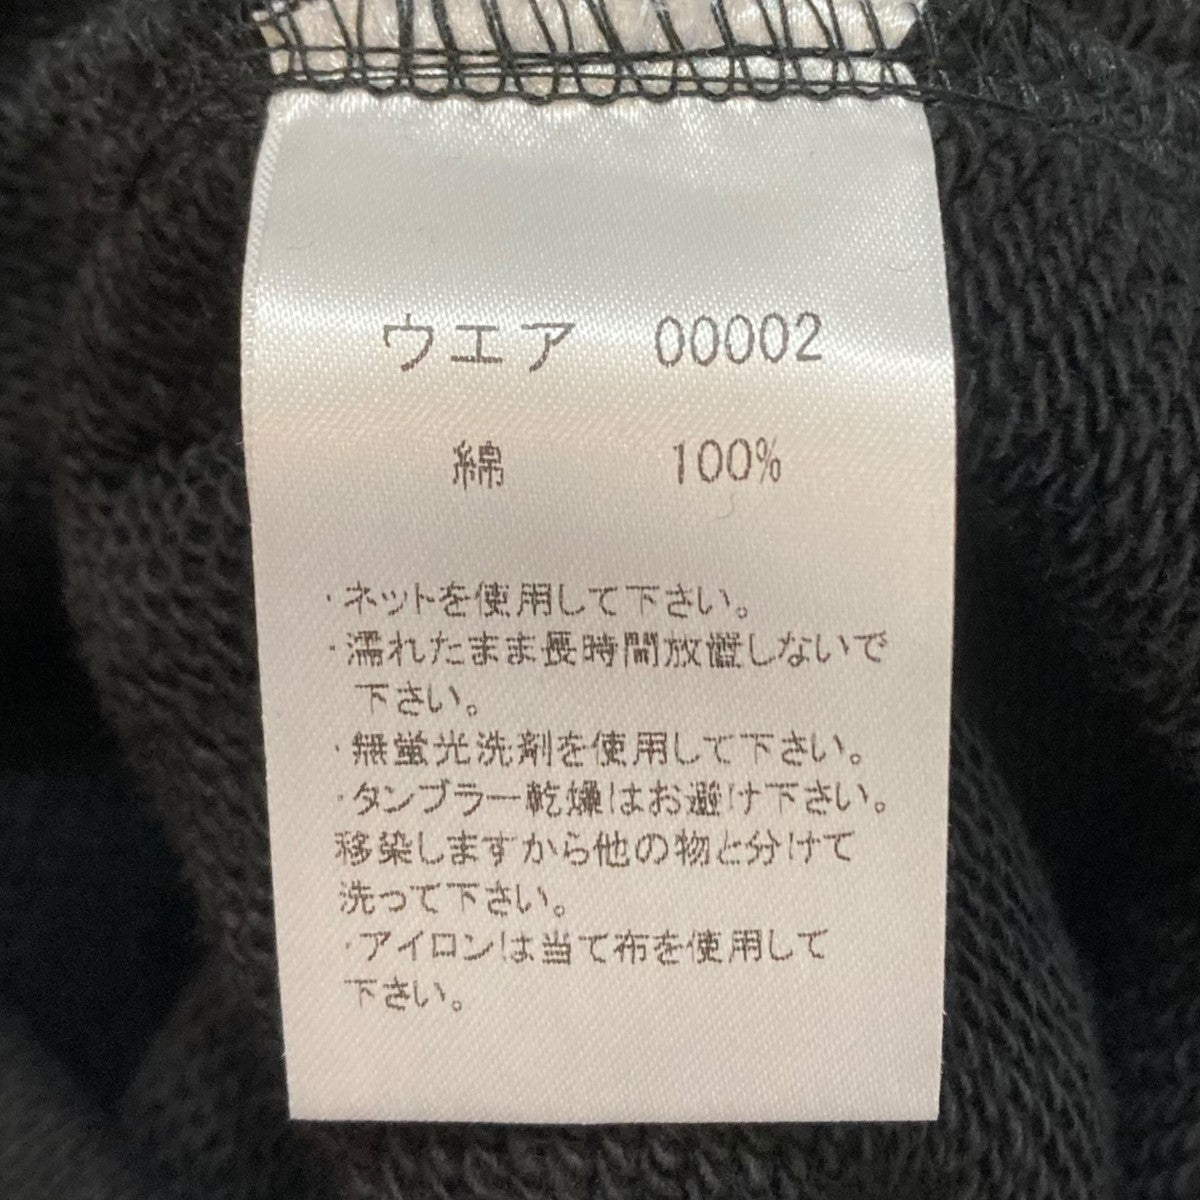 ウエア 00002
綿 100%
・ネットを使用して下さい。
・濡れたまま長時間放置しないで
下さい。
・無蛍光洗剤を使用して下さい。
・タンブラー乾燥はお避け下さい。
移染しますから他の物と分けて
洗って下さい。
・アイロンは当て布を使用して
下さい。